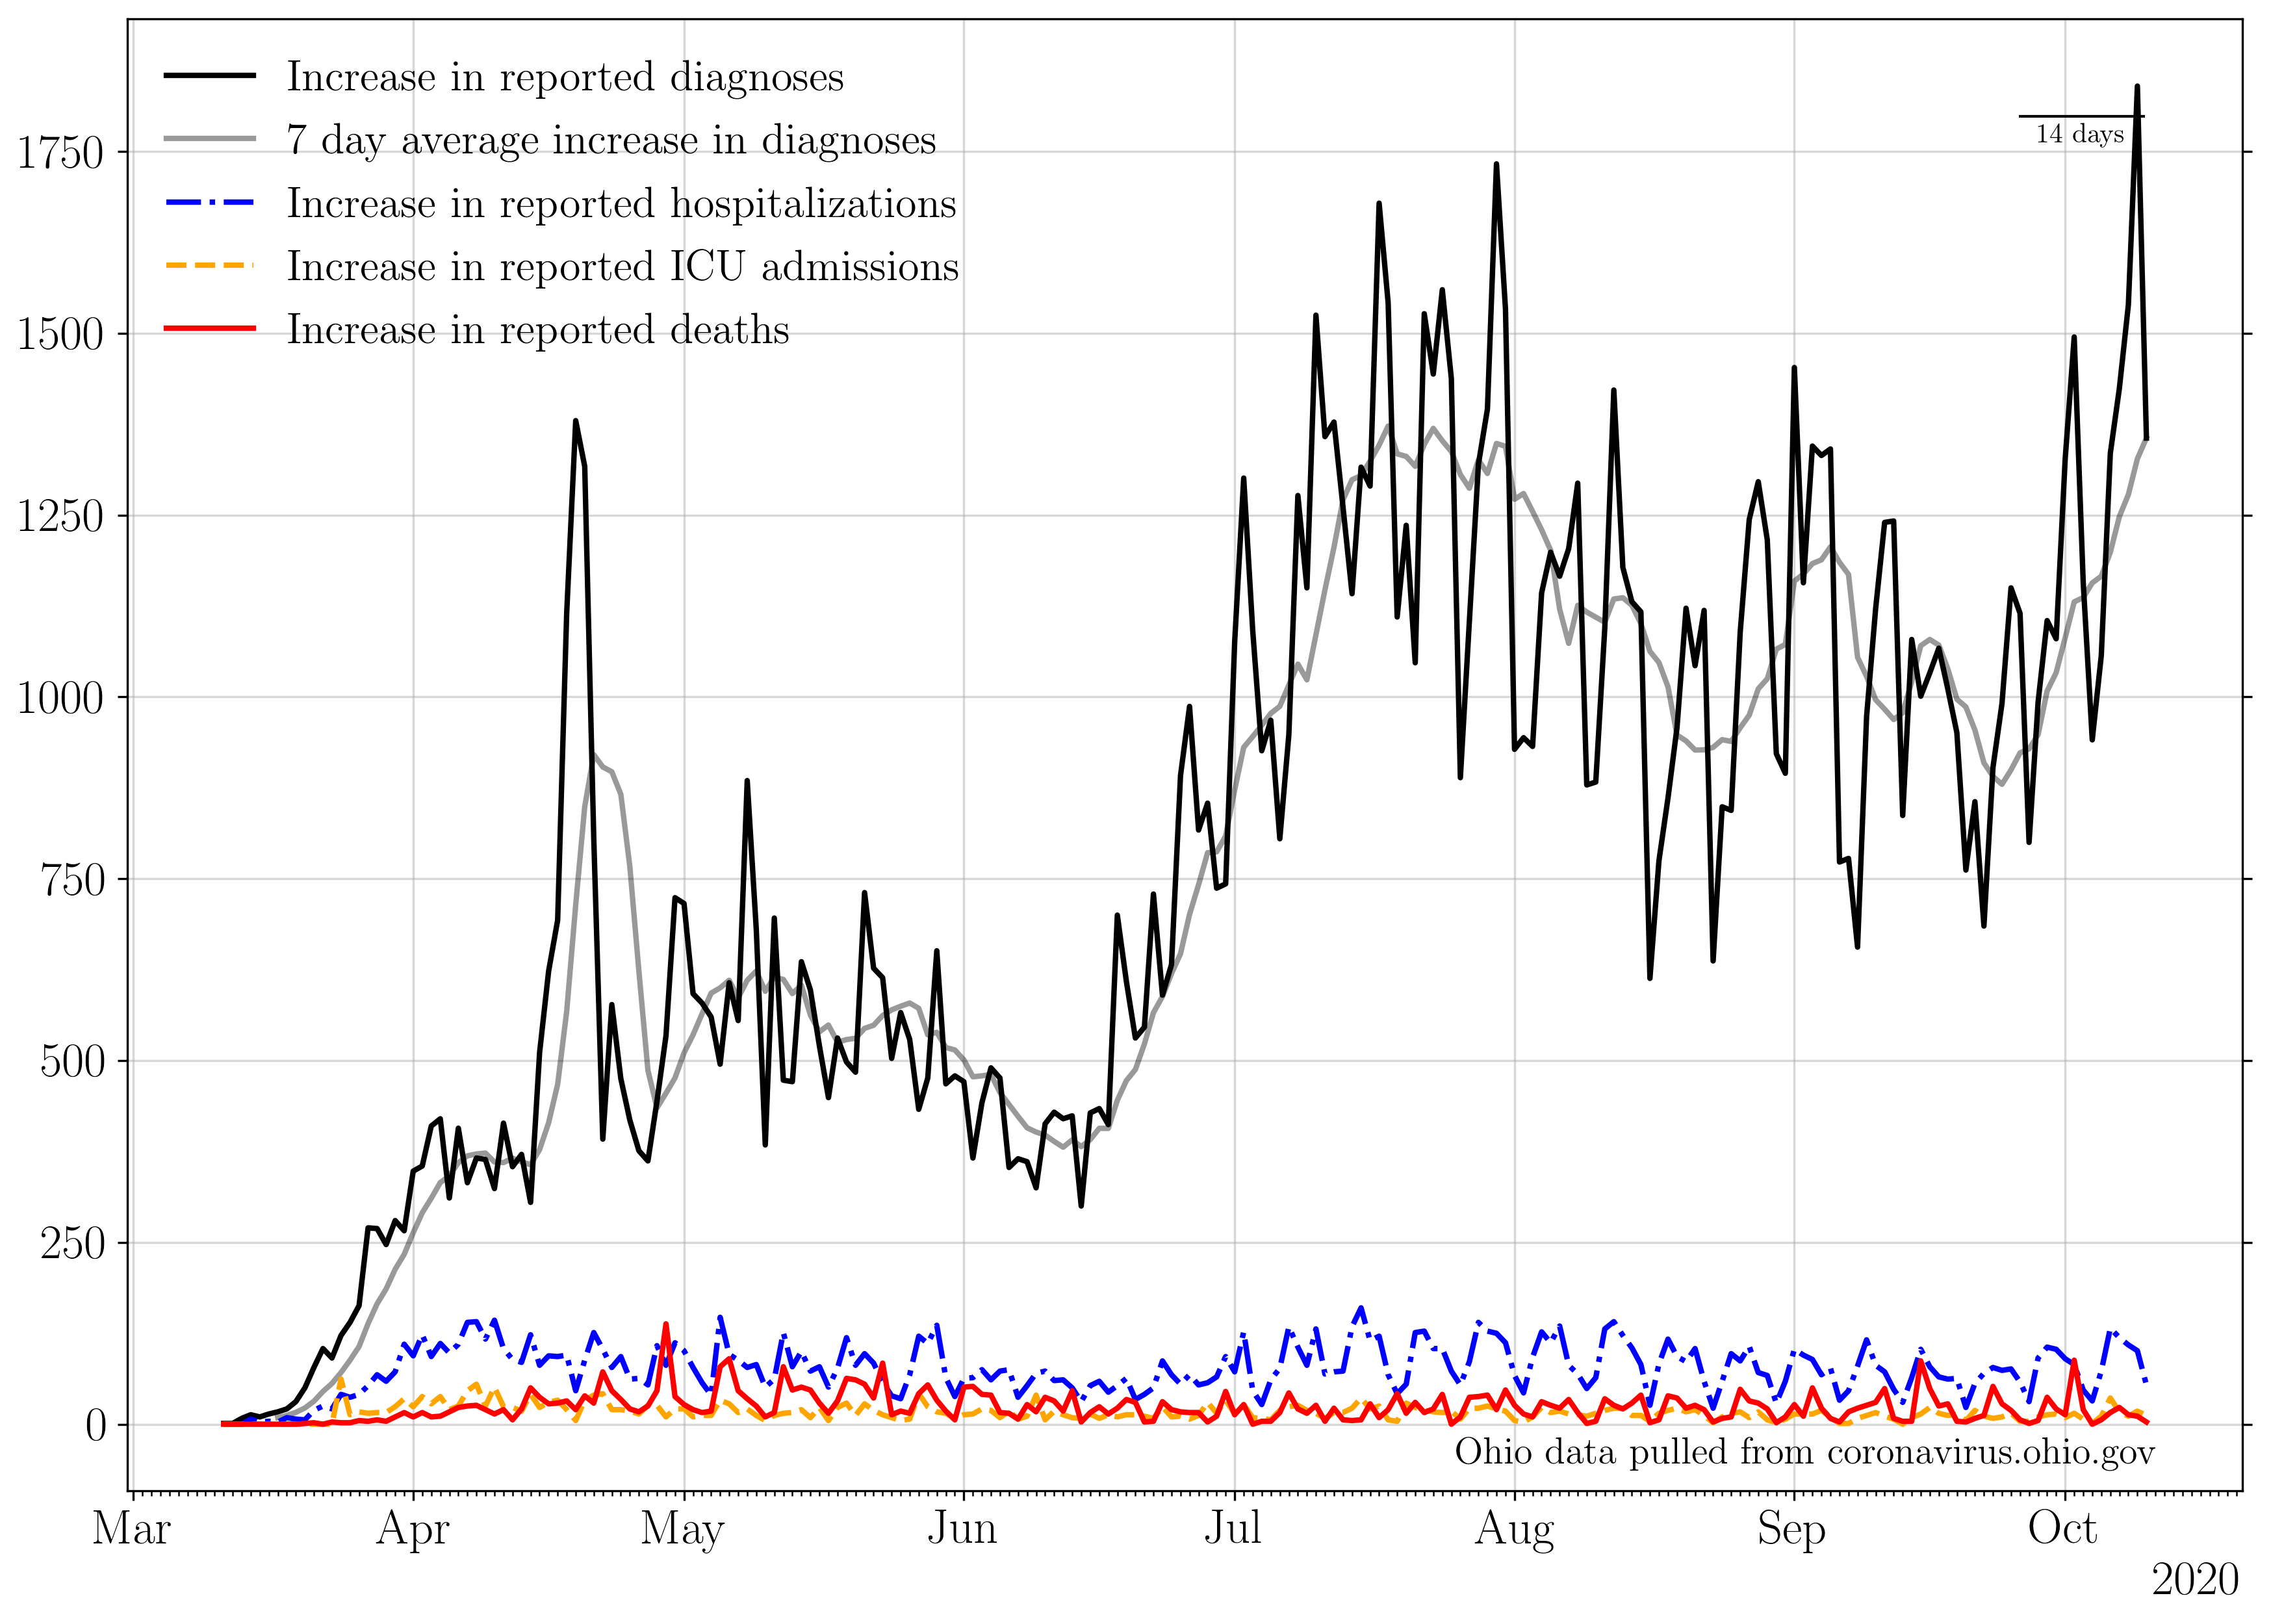 Increase in reported diagnoses
7 day average increase in diagnoses
Increase in reported hospitalizations
Increase in reported ICU admissions
Increase in reported deaths
14 days
1750
1500
1250
1000
750
500
250
0
Ohio data pulled from coronavirus.ohio.gov
Mar Apr May Jun Jul Aug Sep Oct
2020